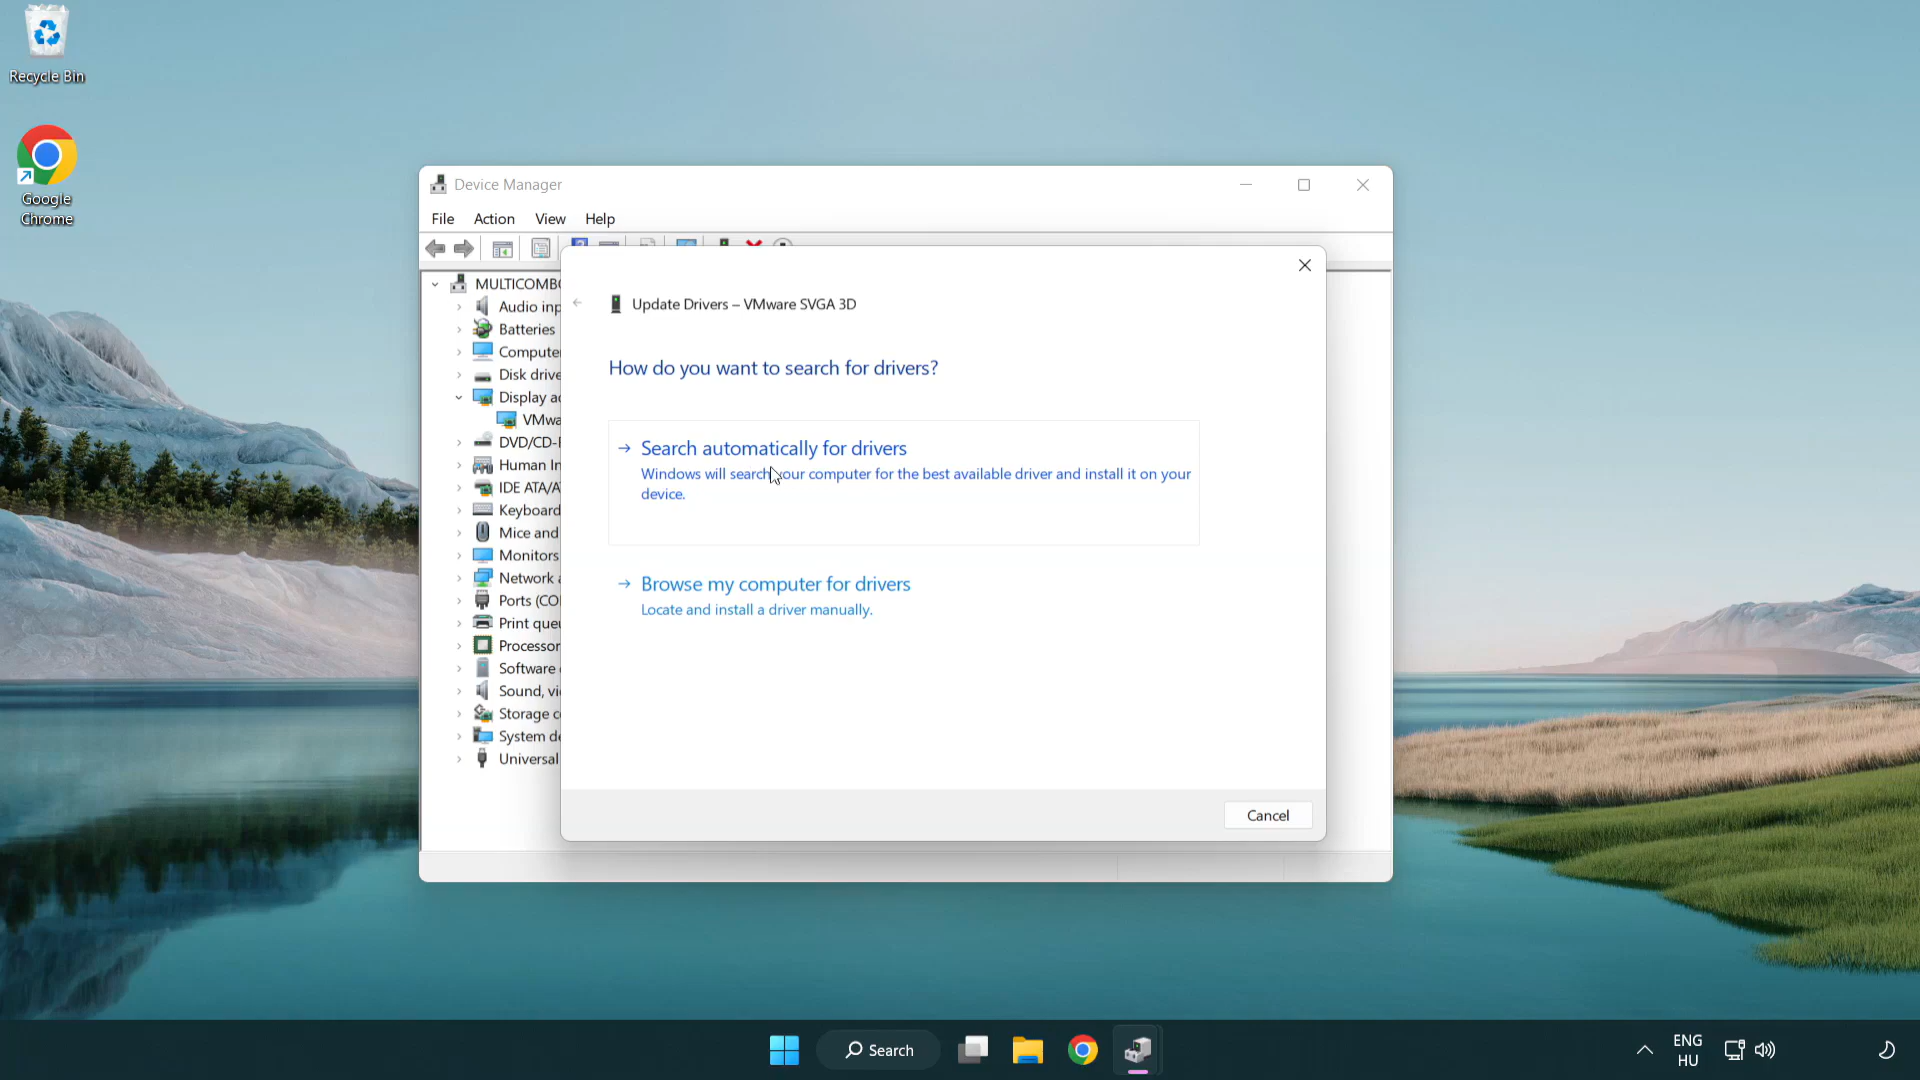 Recycle Bin
Google
Chrome
Device Manager
File Action View Help
MULTICOMB
Audio inp
Batteries
Compute
Disk drive
Display a
VMwa
DVD/CD-
Human In
IDE ATA/A
Keyboard
Mice and
Monitors
Network a
Ports (CO
Print que
Processor
Software
Sound, vi
Storage c
System de
Universal
Update Drivers – VMware SVGA 3D
How do you want to search for drivers?
Search automatically for drivers
Windows will search your computer for the best available driver and install it on your
device.
Browse my computer for drivers
Locate and install a driver manually.
Cancel
Search
ENG
HU